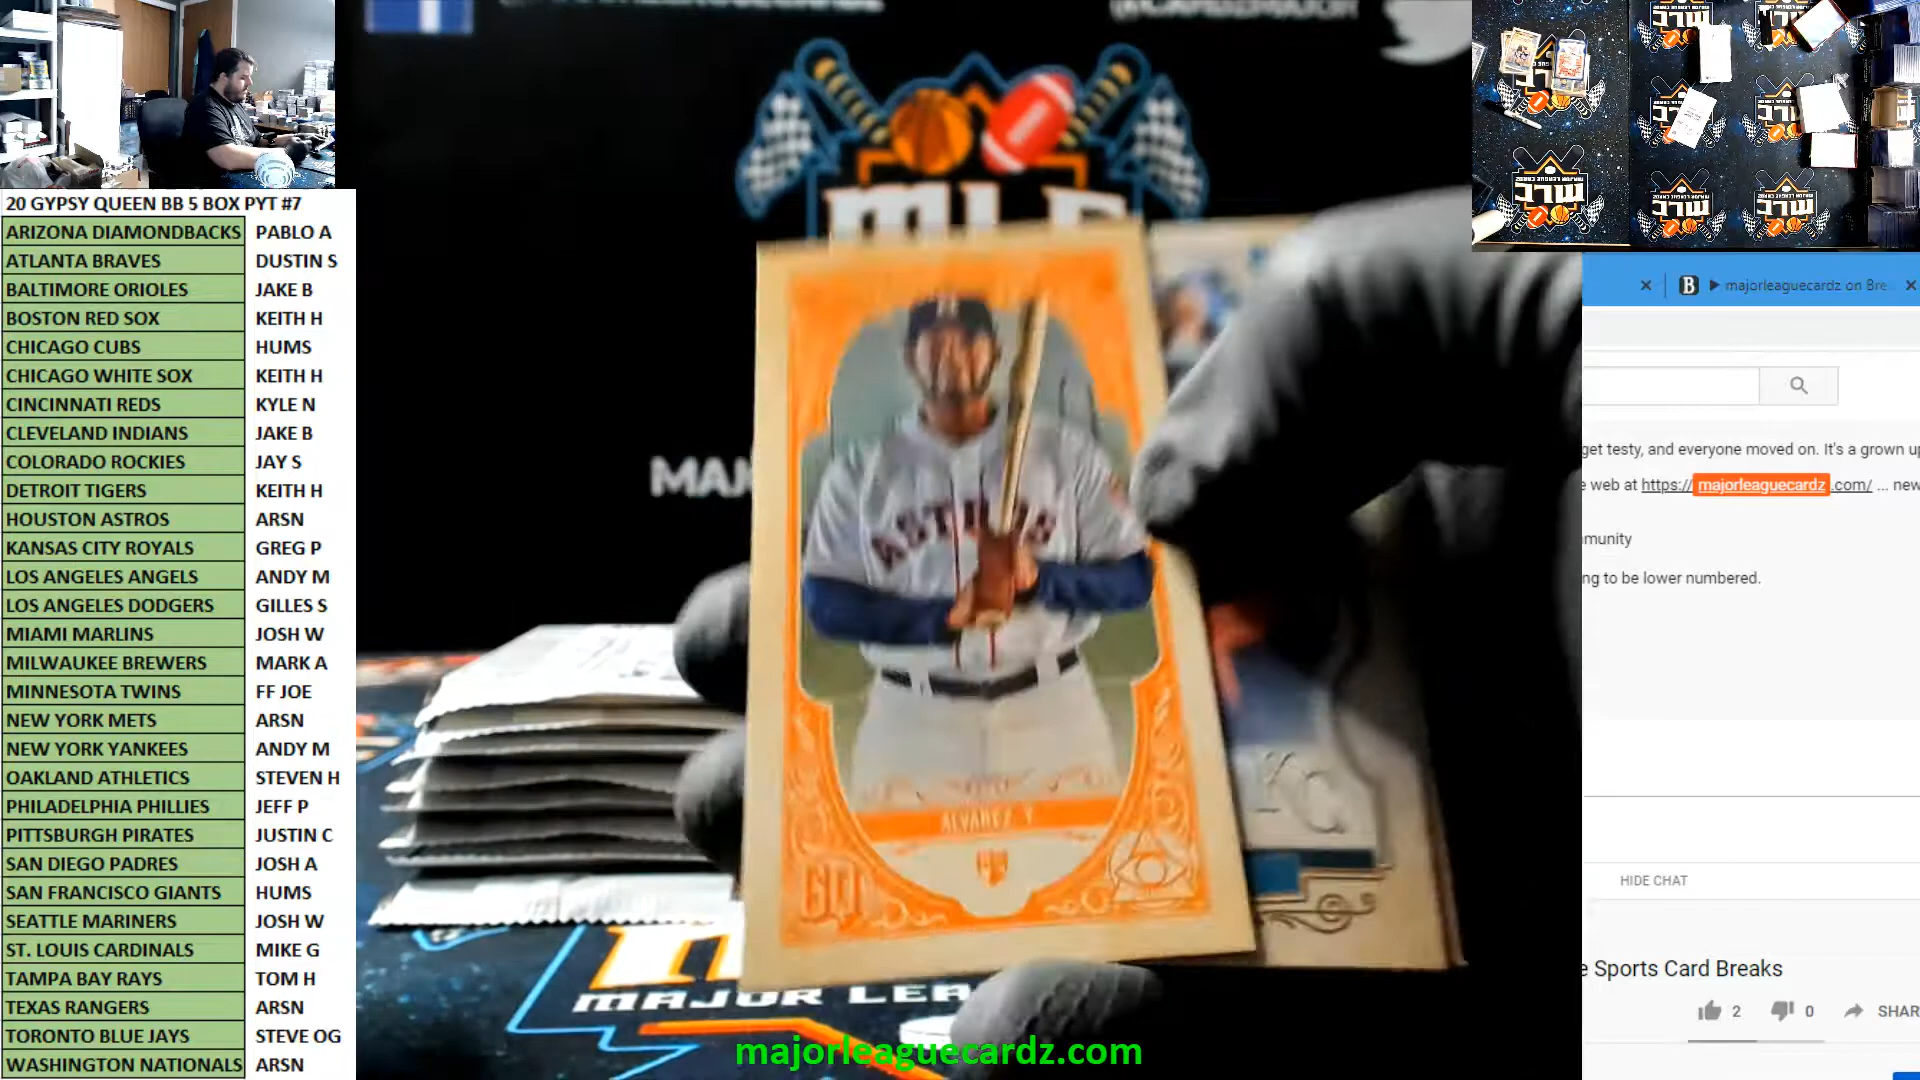 20 GYPSY QUEEN BB 5 BOX PYT #7
ARIZONA DIAMONDBACKS PABLO A
ATLANTA BRAVES DUSTIN S
BALTIMORE ORIOLES JAKE B
BOSTON RED SOX KEITH H
CHICAGO CUBS HUMS
CHICAGO WHITE SOX KEITH H
CINCINNATI REDS KYLE N
CLEVELAND INDIANS JAKE B
COLORADO ROCKIES JAY S
DETROIT TIGERS KEITH H
HOUSTON ASTROS ARSN
KANSAS CITY ROYALS GREG P
LOS ANGELES ANGELS ANDY M
LOS ANGELES DODGERS GILLES S
MIAMI MARLINS JOSH W
MILWAUKEE BREWERS MARK A
MINNESOTA TWINS FF JOE
NEW YORK METS ARSN
NEW YORK YANKEES ANDY M
OAKLAND ATHLETICS STEVEN H
PHILADELPHIA PHILLIES JEFF P
PITTSBURGH PIRATES JUSTIN C
SAN DIEGO PADRES JOSH A
SAN FRANCISCO GIANTS HUMS
SEATTLE MARINERS JOSH W
ST. LOUIS CARDINALS MIKE G
TAMPA BAY RAYS TOM H
TEXAS RANGERS ARSN
TORONTO BLUE JAYS STEVE OG
WASHINGTON NATIONALS ARSN
ASTROS
ALVAREZ, Y.
GQ
KC
MAJOR LEA
majorleaguecardz.com
majorleaguecardz on Bre
get testy, and everyone moved on. It's a grown u
e web at https:// majorleaguecardz .com/ ... new
munity
ng to be lower numbered.
HIDE CHAT
e Sports Card Breaks
2 0 SHAR